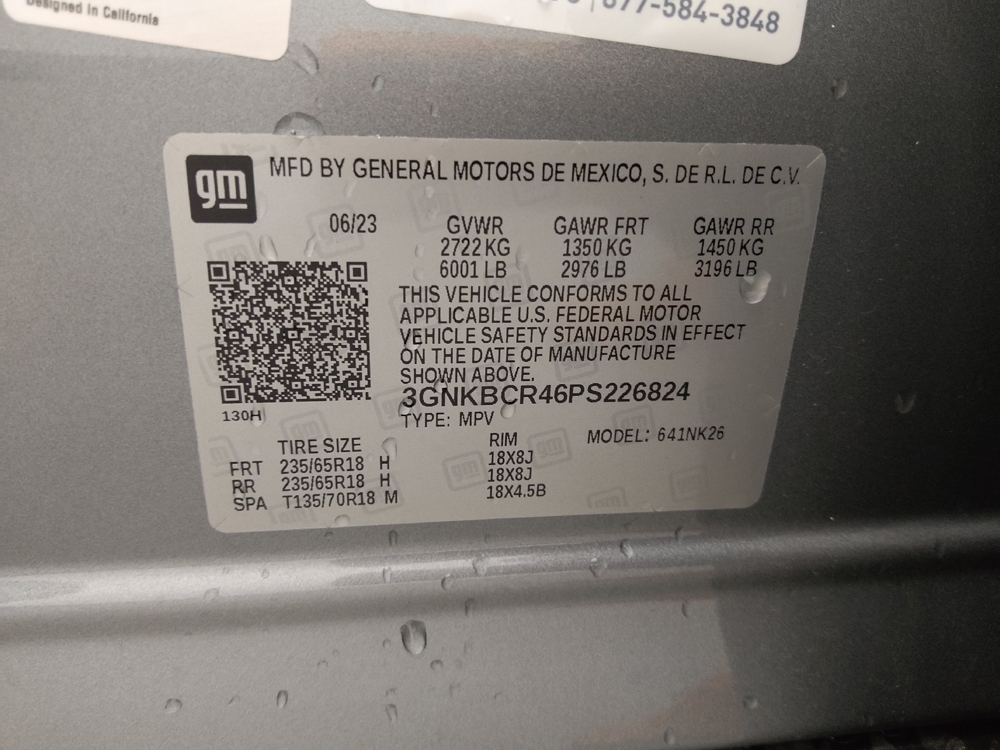 Designed in California
877-584-3848
gm
MFD BY GENERAL MOTORS DE MEXICO, S. DE R.L. DE C.V.
06/23 GVWR GAWR FRT GAWR RR
2722 KG 1350 KG 1450 KG
6001 LB 2976 LB 3196 LB
THIS VEHICLE CONFORMS TO ALL
APPLICABLE U.S. FEDERAL MOTOR
VEHICLE SAFETY STANDARDS IN EFFECT
ON THE DATE OF MANUFACTURE
SHOWN ABOVE.
3GNKBCR46PS226824
130H
TYPE: MPV
TIRE SIZE RIM MODEL: 641NK26
FRT 235/65R18 H 18X8J
RR 235/65R18 H 18X8J
SPA T135/70R18 M 18X4.5B